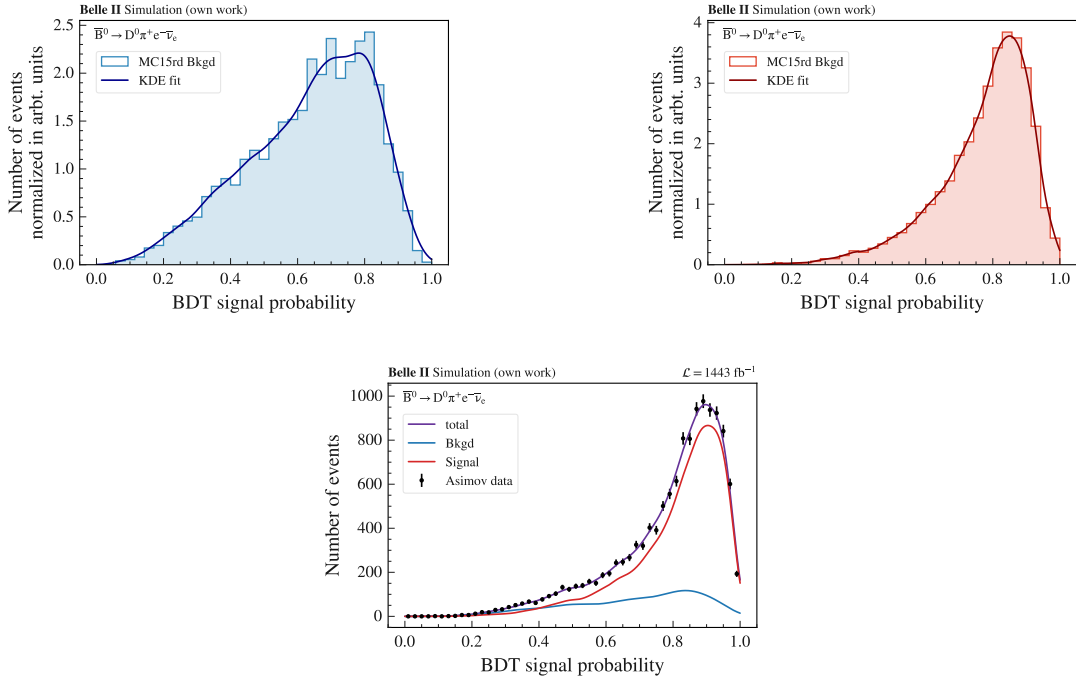 Belle II Simulation (own work)
B̅⁰ → D⁰π⁺e⁻ν̅ₑ
MC15rd Bkgd
KDE fit
Number of events
normalized in arbt. units
2.5
2.0
1.5
1.0
0.5
0.0
0.0 0.2 0.4 0.6 0.8 1.0
BDT signal probability
Belle II Simulation (own work)
B̅⁰ → D⁰π⁺e⁻ν̅ₑ
MC15rd Bkgd
KDE fit
Number of events
normalized in arbt. units
4
3
2
1
0
0.0 0.2 0.4 0.6 0.8 1.0
BDT signal probability
Belle II Simulation (own work) ℒ = 1443 fb⁻¹
B̅⁰ → D⁰π⁺e⁻ν̅ₑ
total
Bkgd
Signal
Asimov data
Number of events
1000
800
600
400
200
0
0.0 0.2 0.4 0.6 0.8 1.0
BDT signal probability